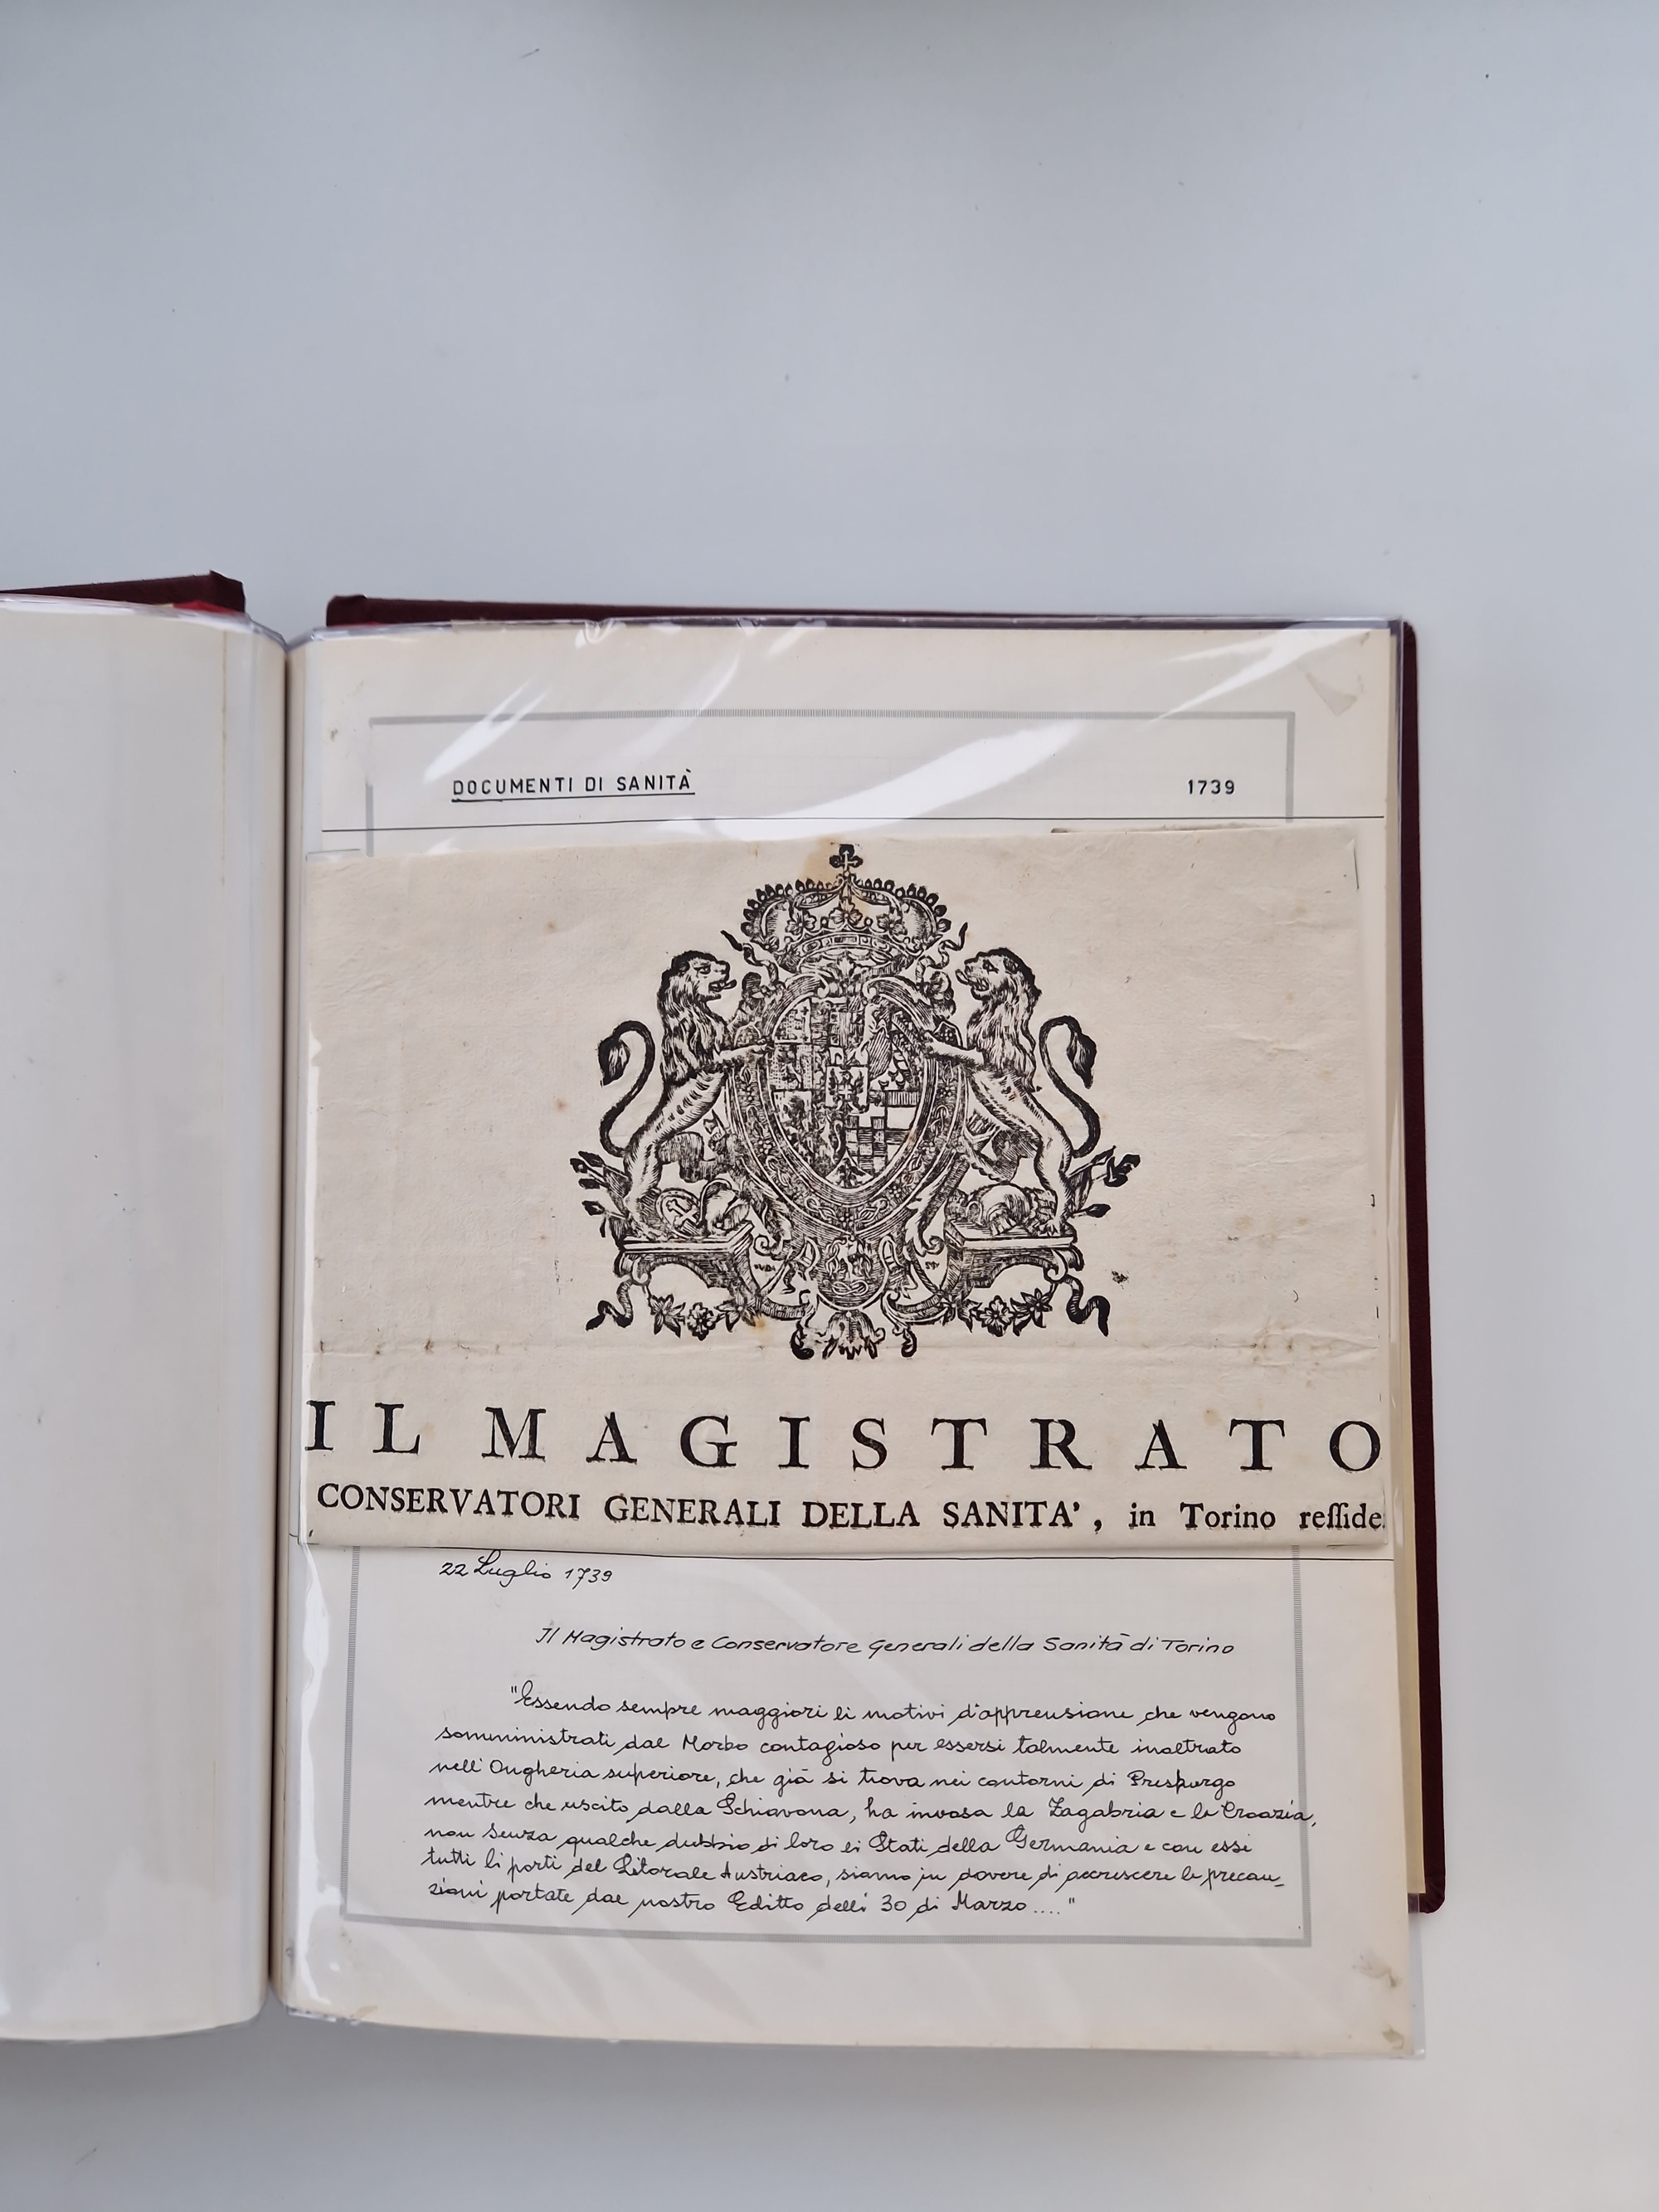 DOCUMENTI DI SANITÀ
1739
IL MAGISTRATO
CONSERVATORI GENERALI DELLA SANITA', in Torino reſſide
22 Luglio 1739
Il Magistrato e Conservatore Generali della Sanità di Torino
"Essendo sempre maggiori li motivi d'apprensione che vengono
somministrati dal Morbo contagioso per essersi talmente inoltrato
nell'Ongheria superiore, che già si trova nei contorni di Presburgo
mentre che uscito dalla Schiavona, ha invasa la Zagabria e la Croazia,
non senza qualche dubbio di loro ei Stati della Germania e con essi
tutti li porti del Litorale Austriaco, siamo in dovere di accrescere le precau-
zioni portate dal nostro Editto delli 30 di Marzo...."